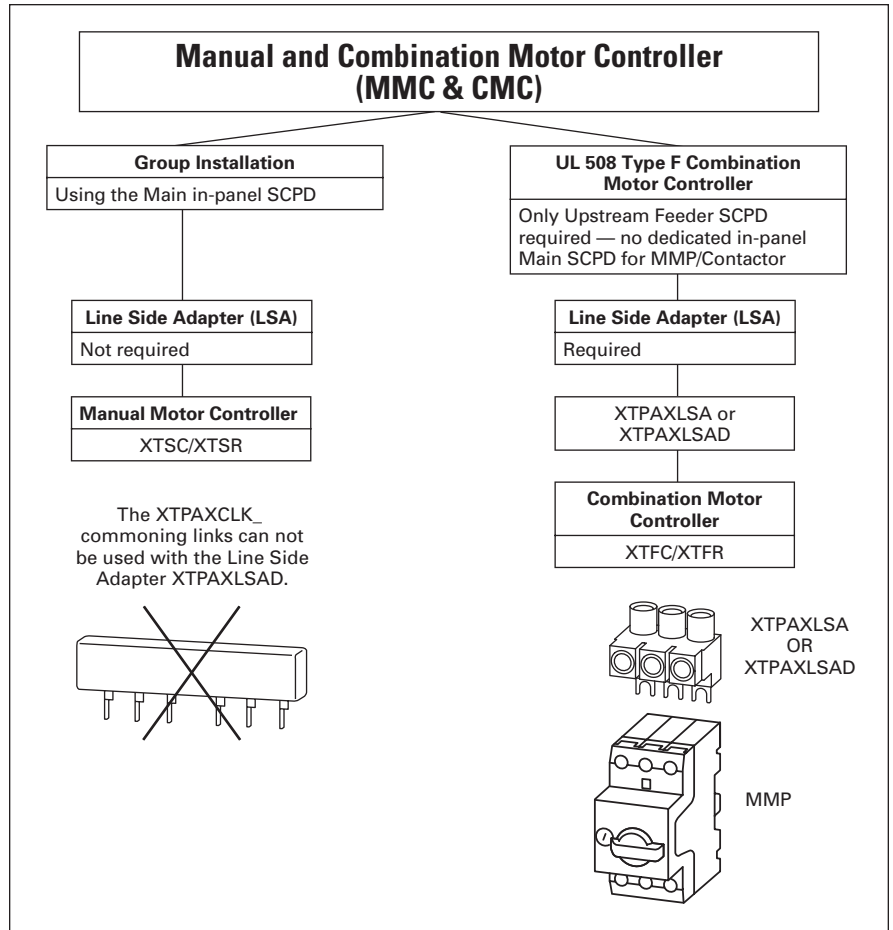 Manual and Combination Motor Controller
(MMC & CMC)
Group Installation
Using the Main in-panel SCPD
Line Side Adapter (LSA)
Not required
Manual Motor Controller
XTSC/XTSR
The XTPAXCLK_
commoning links can not
be used with the Line Side
Adapter XTPAXLSAD.
UL 508 Type F Combination
Motor Controller
Only Upstream Feeder SCPD
required — no dedicated in-panel
Main SCPD for MMP/Contactor
Line Side Adapter (LSA)
Required
XTPAXLSA or
XTPAXLSAD
Combination Motor
Controller
XTFC/XTFR
XTPAXLSA
OR
XTPAXLSAD
MMP